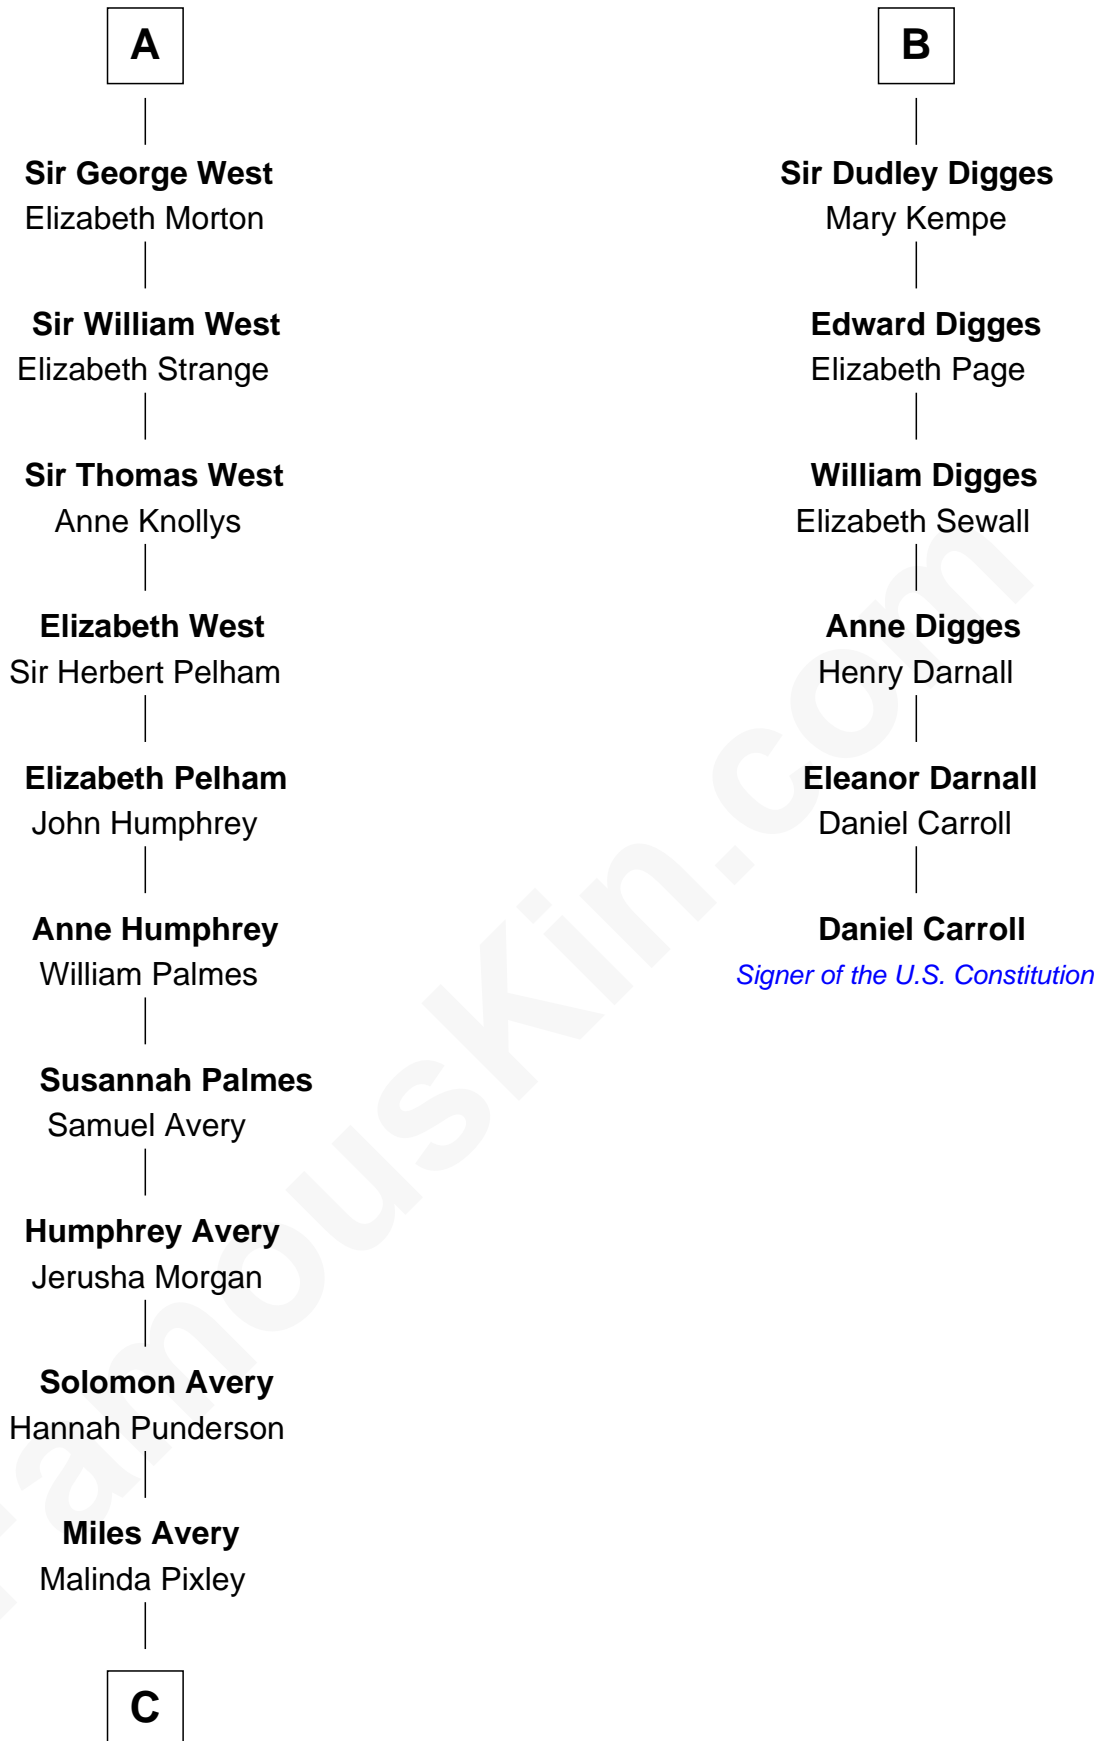 A
Sir George West
Elizabeth Morton
Sir William West
Elizabeth Strange
Sir Thomas West
Anne Knollys
Elizabeth West
Sir Herbert Pelham
Elizabeth Pelham
John Humphrey
Anne Humphrey
William Palmes
Susannah Palmes
Samuel Avery
Humphrey Avery
Jerusha Morgan
Solomon Avery
Hannah Punderson
Miles Avery
Malinda Pixley
C
B
Sir Dudley Digges
Mary Kempe
Edward Digges
Elizabeth Page
William Digges
Elizabeth Sewall
Anne Digges
Henry Darnall
Eleanor Darnall
Daniel Carroll
Daniel Carroll
Signer of the U.S. Constitution
FamousKin.com